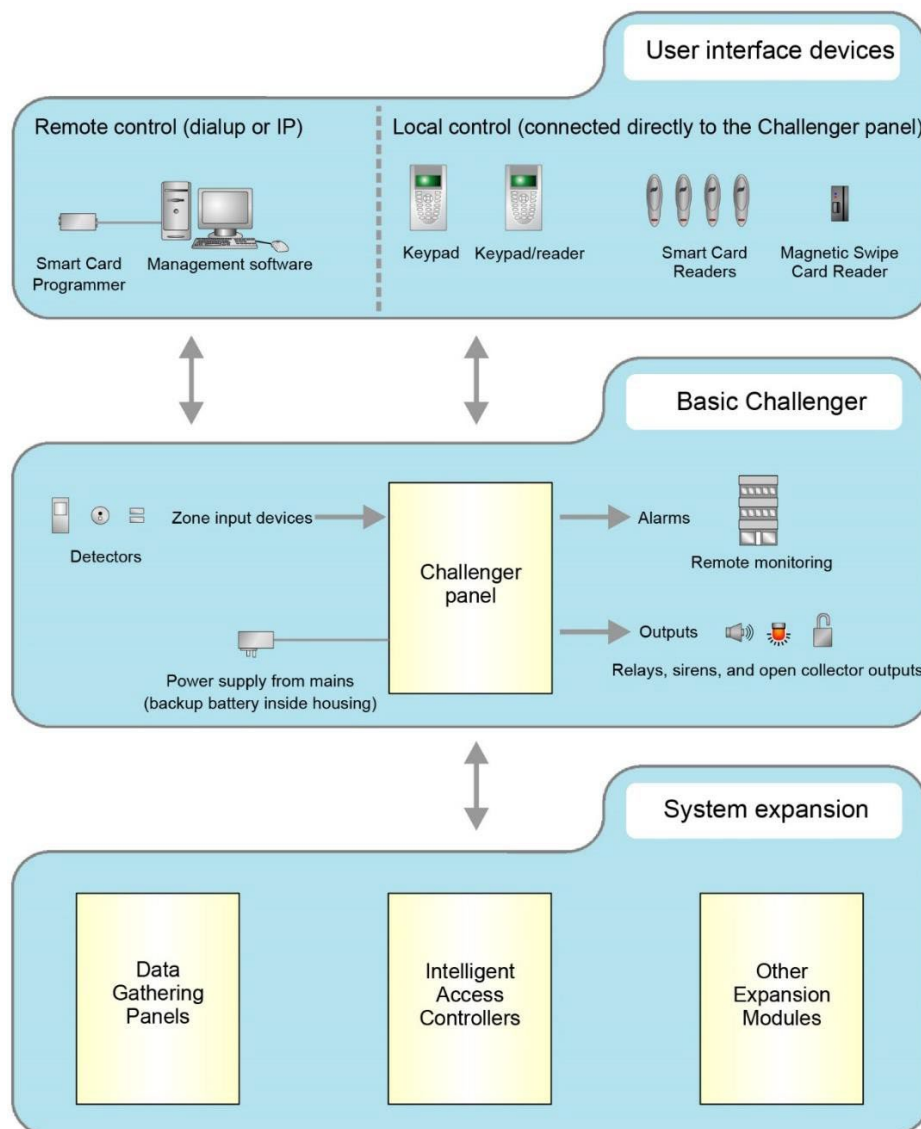 User interface devices
Remote control (dialup or IP)
Local control (connected directly to the Challenger panel)
Smart Card
Programmer
Management software
Keypad
Keypad/reader
Smart Card
Readers
Magnetic Swipe
Card Reader
Basic Challenger
Detectors
Zone input devices
Challenger
panel
Alarms
Remote monitoring
Power supply from mains
(backup battery inside housing)
Outputs
Relays, sirens, and open collector outputs
System expansion
Data
Gathering
Panels
Intelligent
Access
Controllers
Other
Expansion
Modules